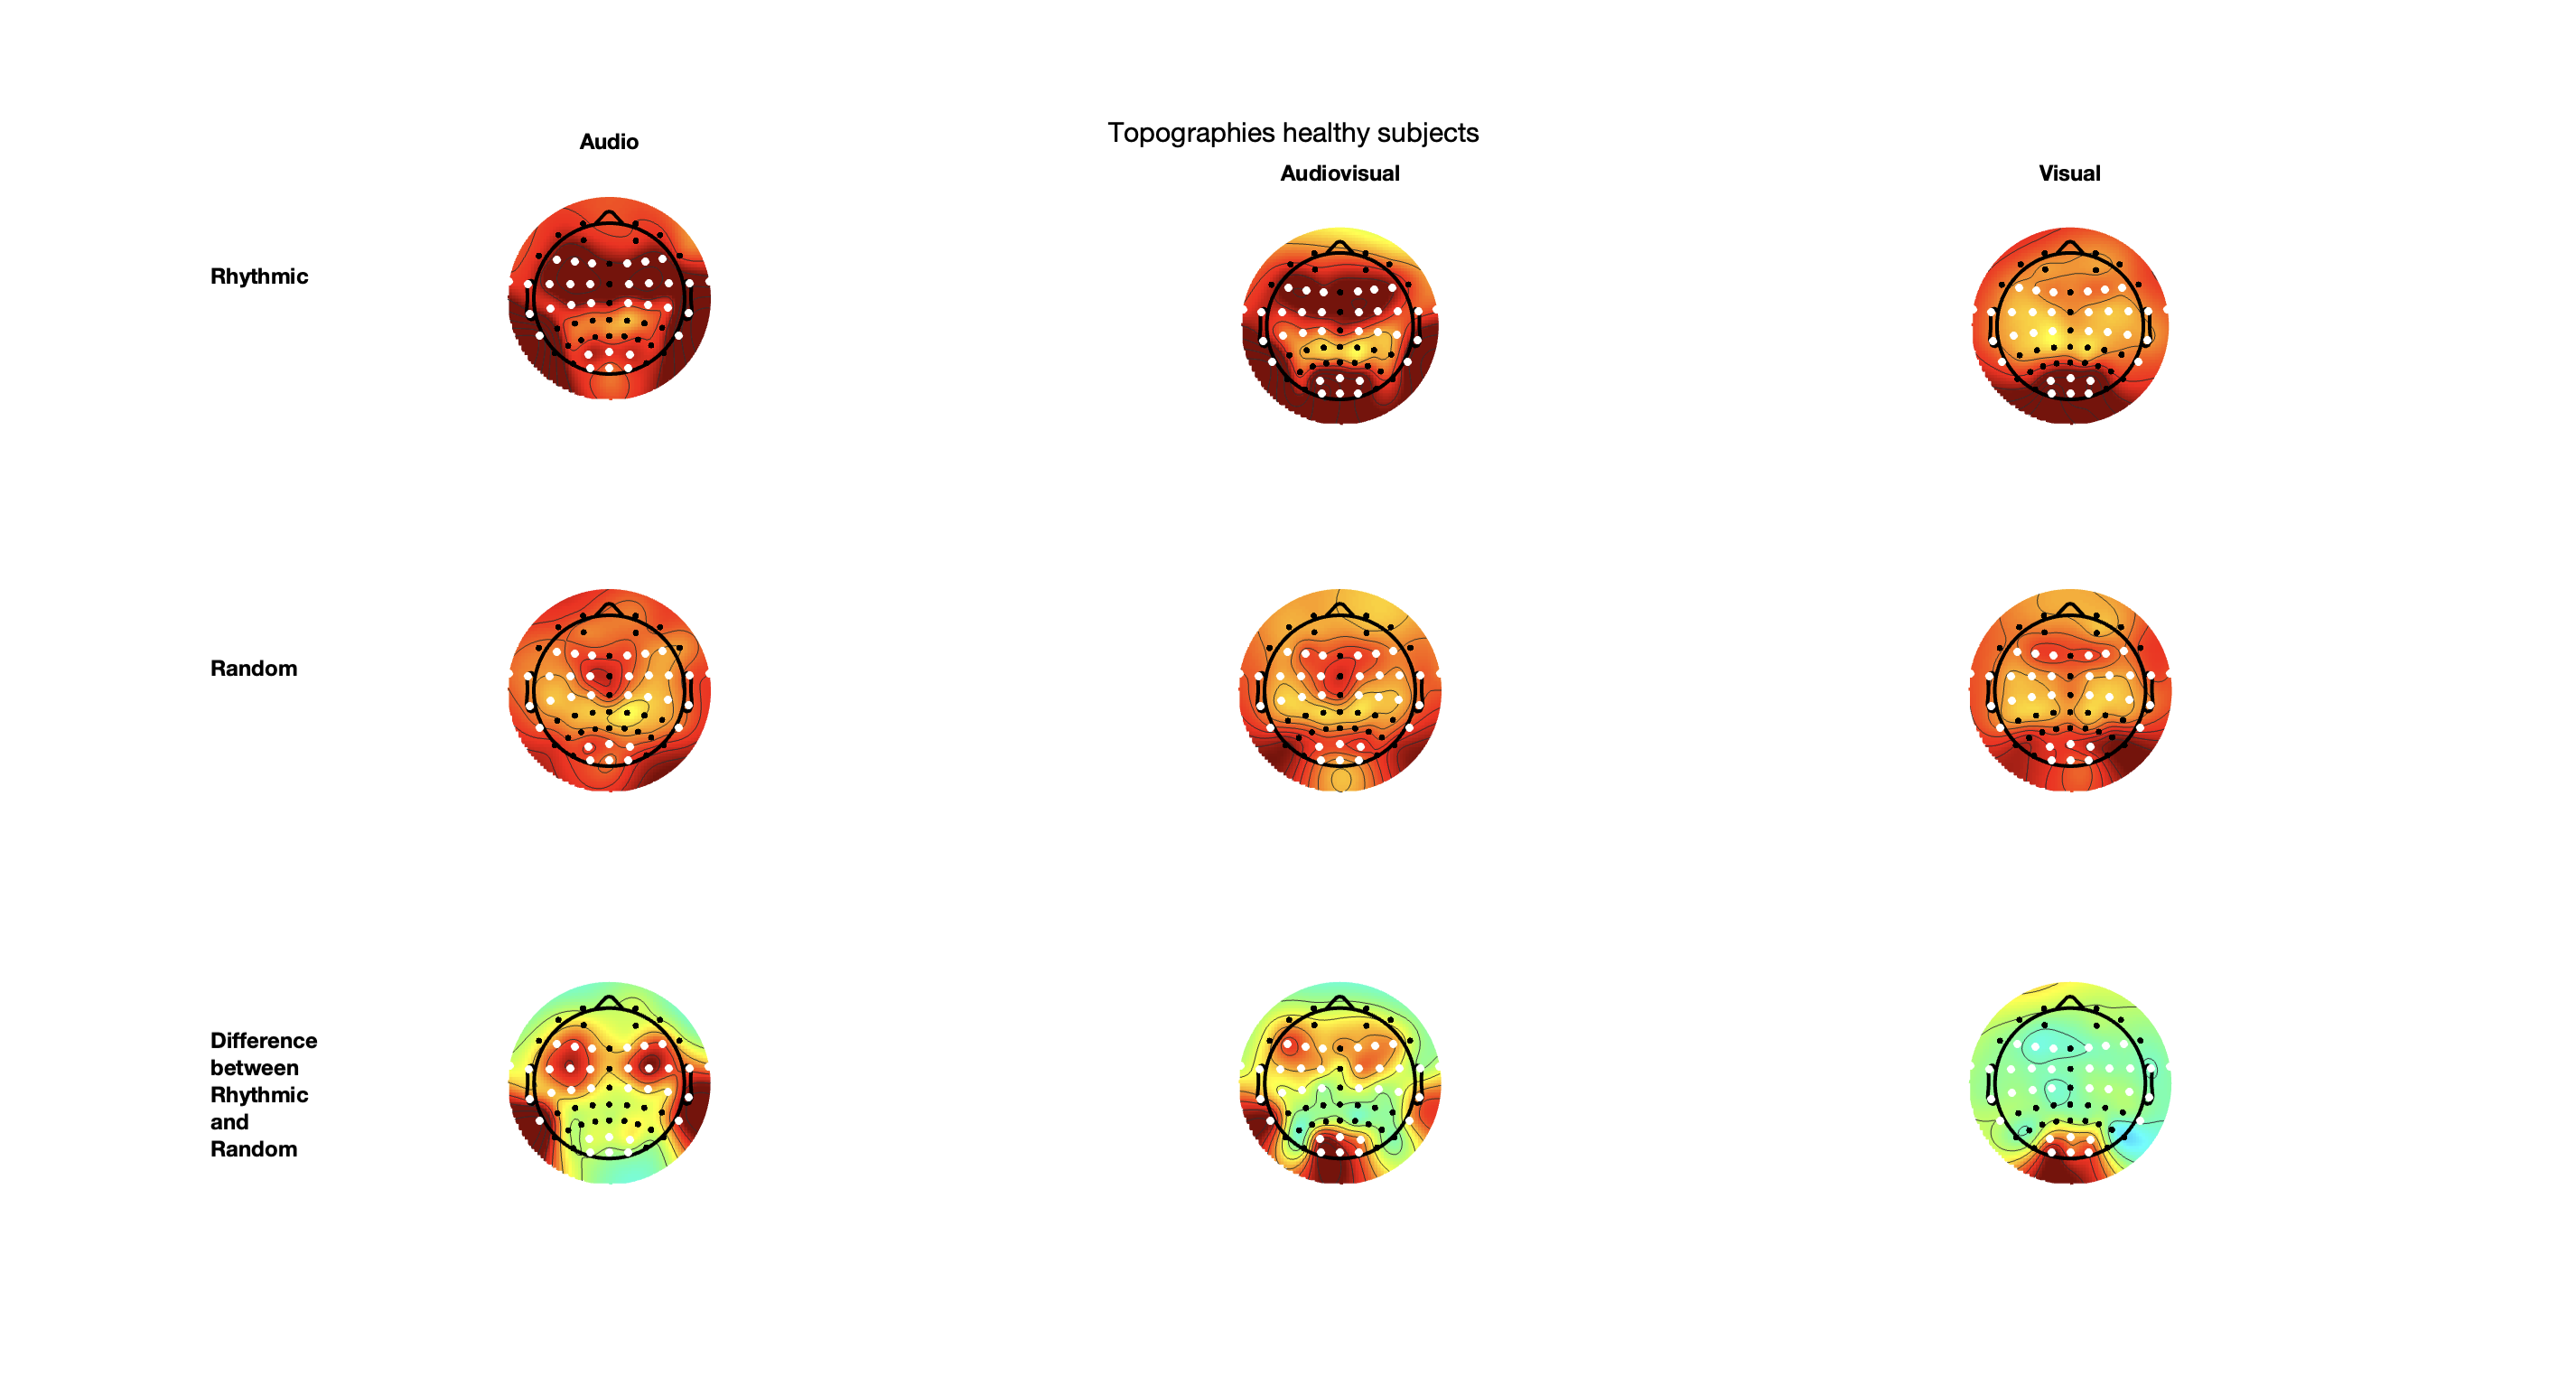 Topographies healthy subjects
Audio
Audiovisual
Visual
Rhythmic
Random
Difference
between
Rhythmic
and
Random